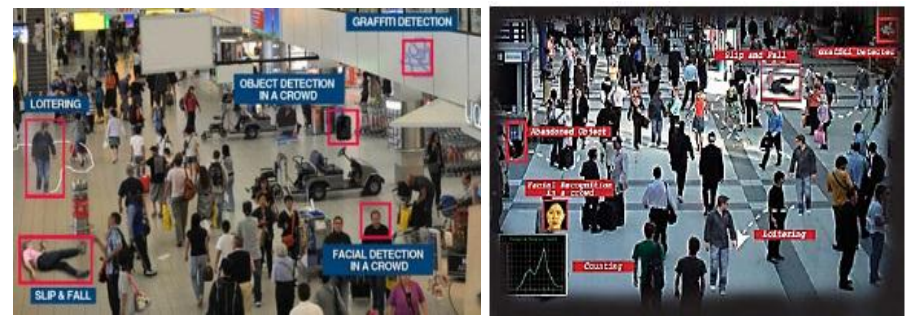 GRAFFITI DETECTION
OBJECT DETECTION
IN A CROWD
LOITERING
FACIAL DETECTION
IN A CROWD
SLIP & FALL
Slip and Fall
Graffiti Detected
Abandoned Object
Facial Recognition
in a crowd
Loitering
Counting